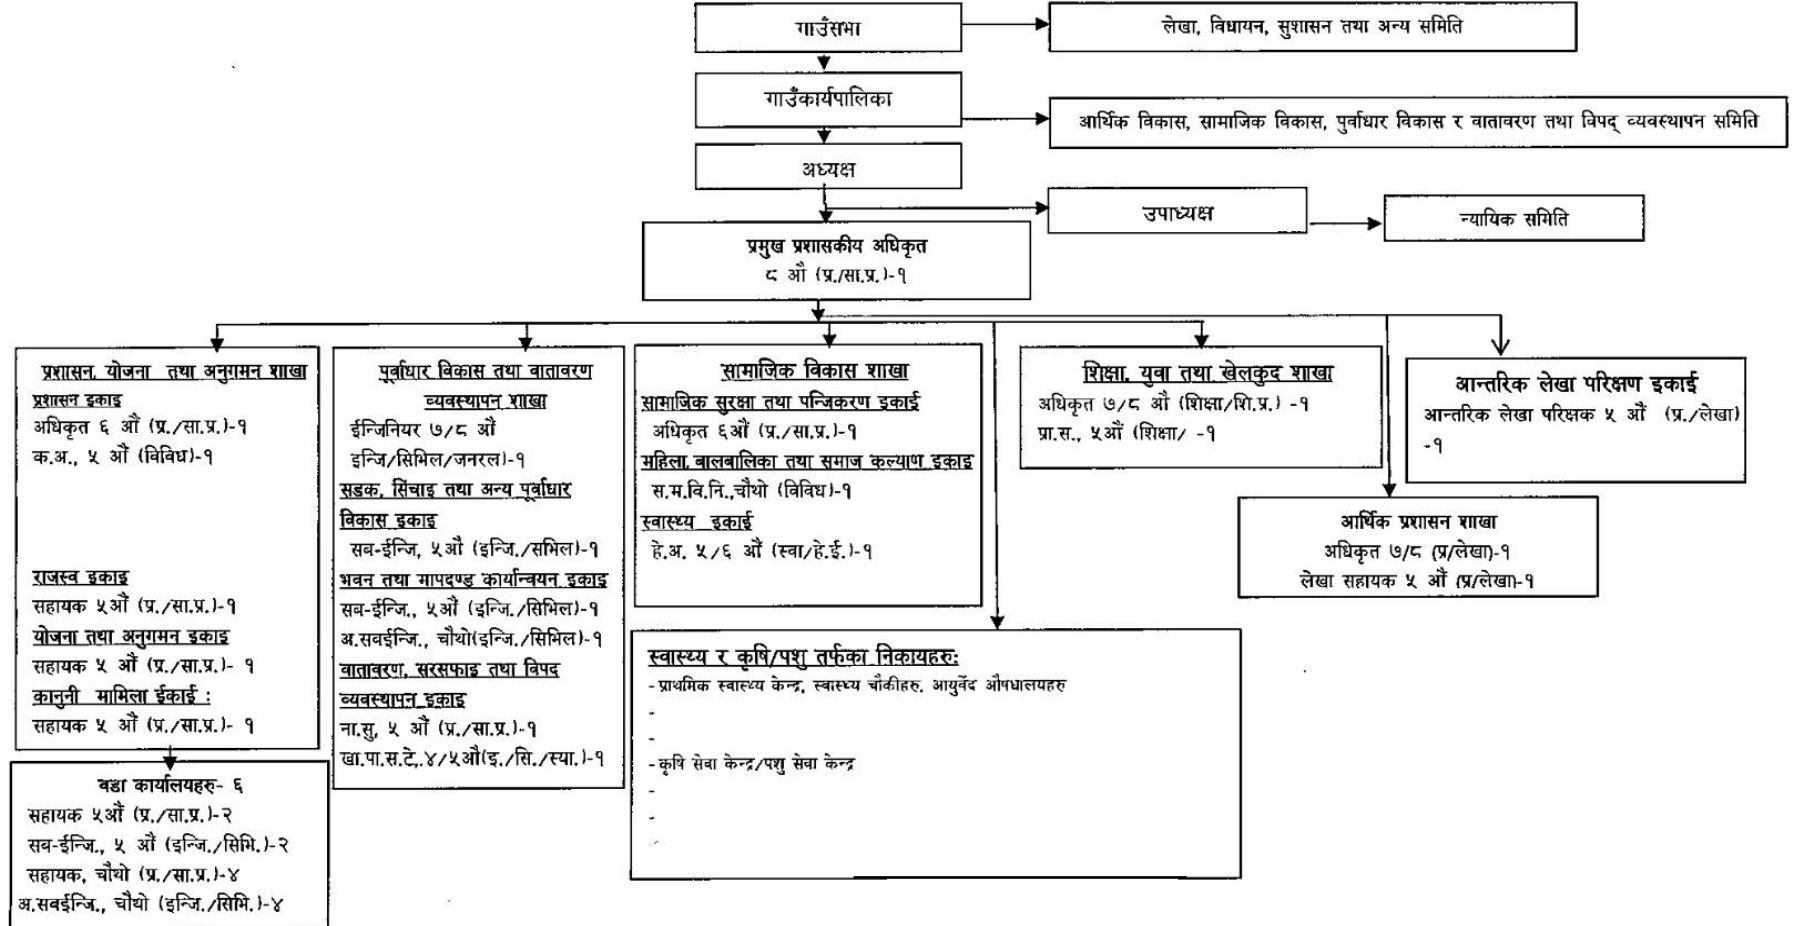 गाउँसभा
लेखा, विधायन, सुशासन तथा अन्य समिति
गाउँकार्यपालिका
आर्थिक विकास, सामाजिक विकास, पुर्वाधार विकास र वातावरण तथा विपद् व्यवस्थापन समिति
अध्यक्ष
उपाध्यक्ष
न्यायिक समिति
प्रमुख प्रशासकीय अधिकृत
८ औं (प्र./सा.प्र.)-१
प्रशासन, योजना तथा अनुगमन शाखा
प्रशासन इकाइ
अधिकृत ६ औं (प्र./सा.प्र.)-१
क.अ., ५ औं (विविध)-१
राजस्व इकाइ
सहायक ५औं (प्र./सा.प्र.)-१
योजना तथा अनुगमन इकाइ
सहायक ५ औं (प्र./सा.प्र.)- १
कानुनी मामिला ईकाई :
सहायक ५ औं (प्र./सा.प्र.)- १
वडा कार्यालयहरु- ६
सहायक ५औं (प्र./सा.प्र.)-२
सब-ईन्जि., ५ औं (इन्जि./सिभि.)-२
सहायक, चौथो (प्र./सा.प्र.)-४
अ.सबईन्जि., चौथो (इन्जि./सिभि.)-४
पूर्वाधार विकास तथा वातावरण
व्यवस्थापन शाखा
ईन्जिनियर ७/८ औं
इन्जि/सिभिल/जनरल)-१
सडक, सिंचाइ तथा अन्य पूर्वाधार
विकास इकाइ
सब-ईन्जि, ५औं (इन्जि./सभिल)-१
भवन तथा मापदण्ड कार्यान्वयन इकाइ
सब-ईन्जि., ५औं (इन्जि./सिभिल)-१
अ.सबईन्जि., चौथो(इन्जि./सिभिल)-१
वातावरण, सरसफाइ तथा विपद
व्यवस्थापन इकाइ
ना.सु, ५ औं (प्र./सा.प्र.)-१
खा.पा.स.टे,.४/५औं(इ./सि./स्या.)-१
सामाजिक विकास शाखा
सामाजिक सुरक्षा तथा पन्जिकरण इकाई
अधिकृत ६औं (प्र./सा.प्र.)-१
महिला, बालबालिका तथा समाज कल्याण इकाइ
स.म.वि.नि.,चौथो (विविध)-१
स्वास्थ्य इकाई
हे.अ. ५/६ औं (स्वा/हे.ई.)-१
स्वास्थ्य र कृषि/पशु तर्फका निकायहरु:
- प्राथमिक स्वास्थ्य केन्द्र, स्वास्थ्य चौकीहरु, आयुर्वेद औषधालयहरु
-
-
- कृषि सेवा केन्द्र/पशु सेवा केन्द्र
-
-
-
शिक्षा, युवा तथा खेलकुद शाखा
अधिकृत ७/८ औं (शिक्षा/शि.प्र.) -१
प्रा.स., ५औं (शिक्षा/ -१
आन्तरिक लेखा परिक्षण इकाई
आन्तरिक लेखा परिक्षक ५ औं (प्र./लेखा)
-१
आर्थिक प्रशासन शाखा
अधिकृत ७/८ (प्र/लेखा)-१
लेखा सहायक ५ औं (प्र/लेखा)-१